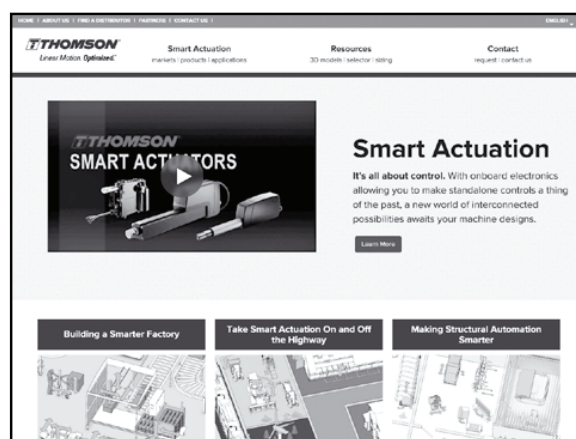 HOME | ABOUT US | FIND A DISTRIBUTOR | PARTNERS | CONTACT US |
ENGLISH
THOMSON
Linear Motion. Optimized.™
Smart Actuation
markets | products | applications
Resources
3D models | selector | sizing
Contact
request | contact us
THOMSON
SMART ACTUATORS
Smart Actuation
It's all about control. With onboard electronics
allowing you to make standalone controls a thing
of the past, a new world of interconnected
possibilities awaits your machine designs.
Learn More
Building a Smarter Factory
Take Smart Actuation On and Off
the Highway
Making Structural Automation
Smarter